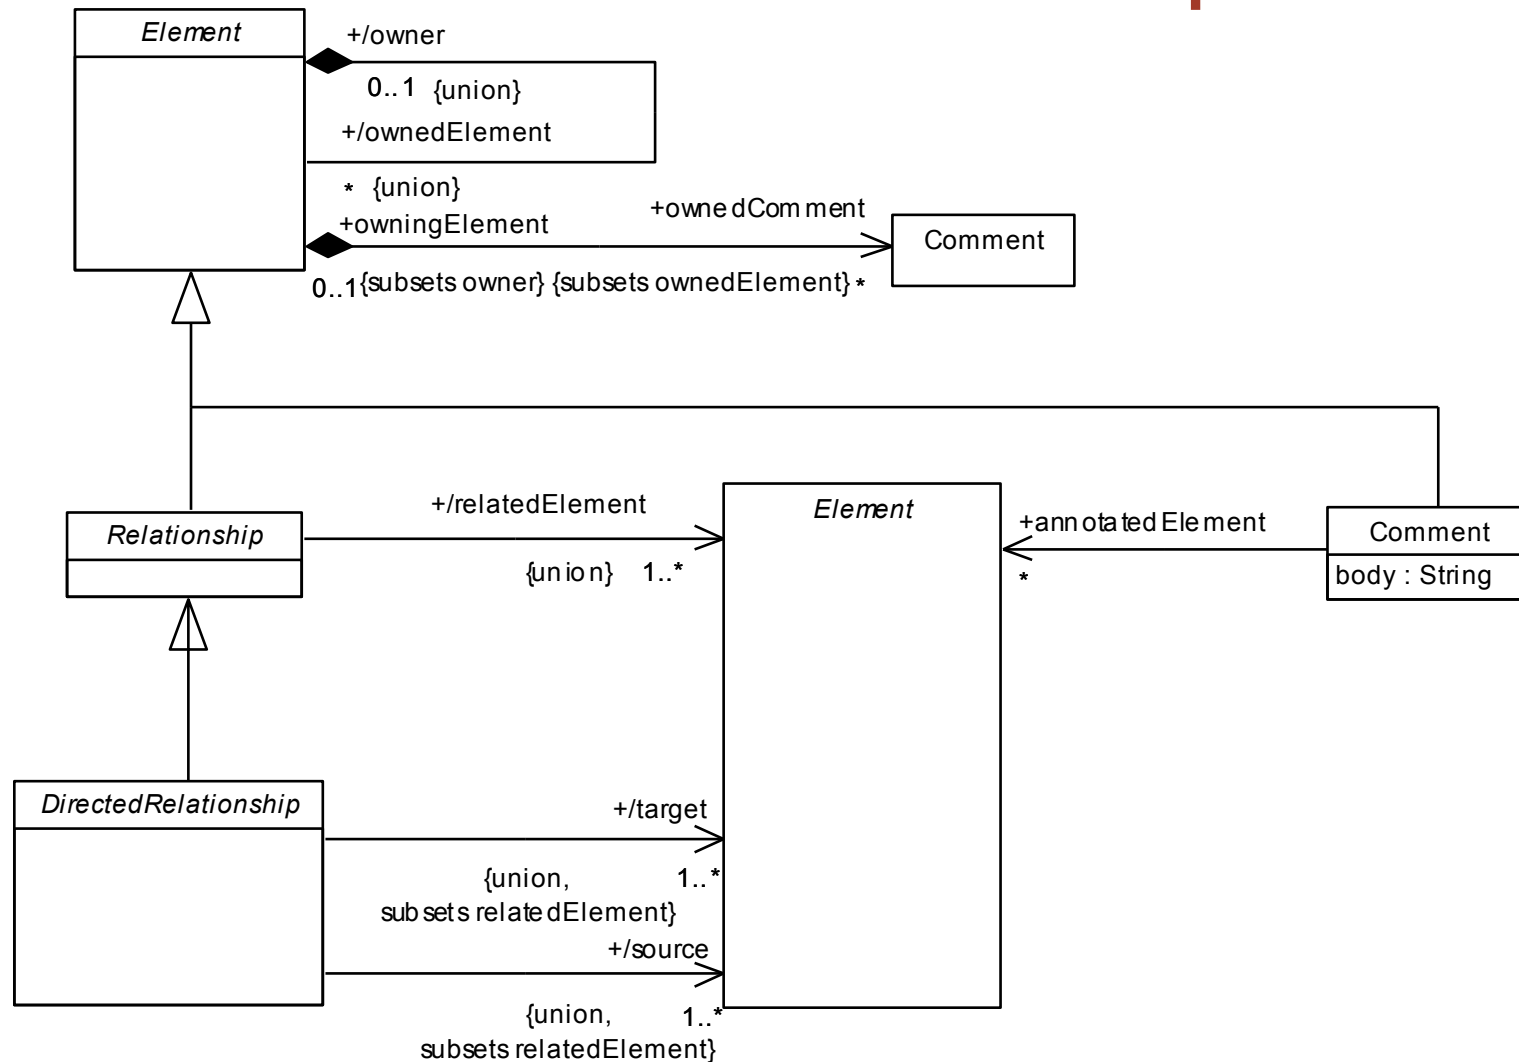 Element
+/owner
0..1 {union}
+/ownedElement
* {union}
+owningElement
+ownedComment
Comment
0..1 {subsets owner} {subsets ownedElement} *
Relationship
+/relatedElement
{union} 1..*
Element
+annotatedElement
*
Comment
body : String
DirectedRelationship
+/target
{union, 1..*
subsets relatedElement}
+/source
{union, 1..*
subsets relatedElement}